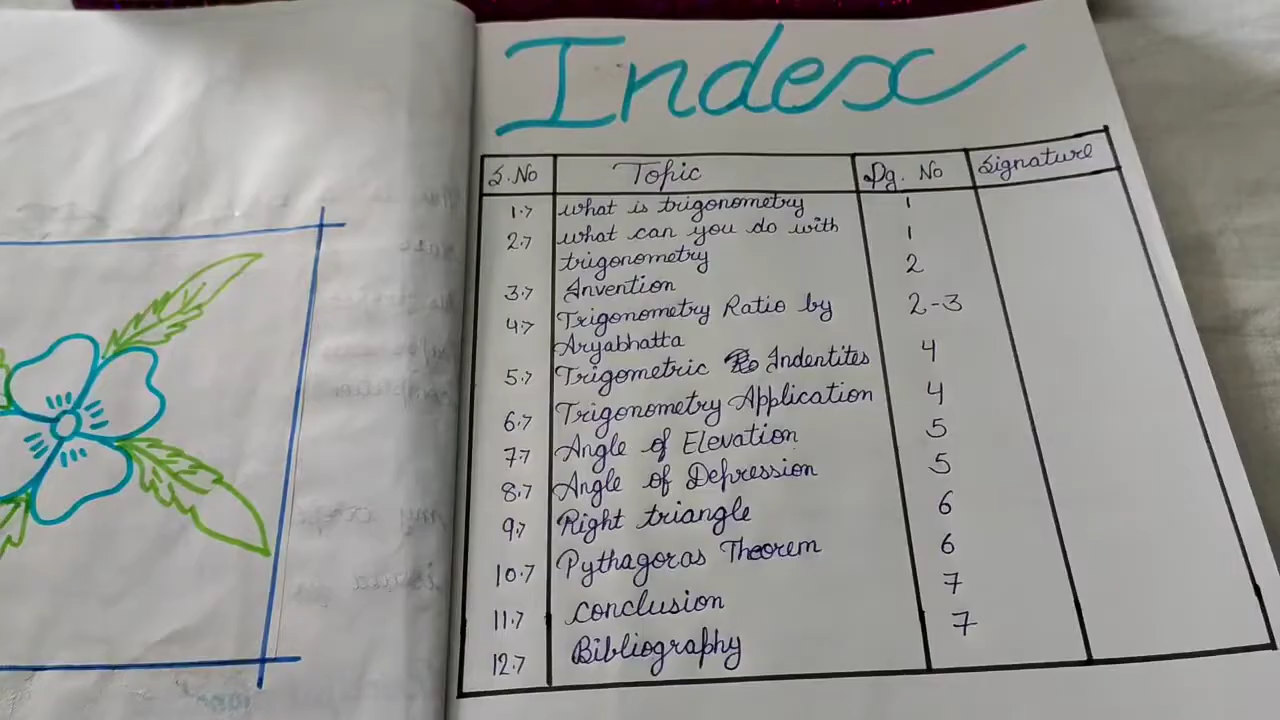 Index
S.No Topic Pg. No Signature
1.> what is trigonometry 1
2.> what can you do with 1
trigonometry
3.> Invention 2
4.> Trigonometry Ratio by 2-3
Aryabhatta
5.> Trigometric Indentites 4
6.> Trigonometry Application 4
7.> Angle of Elevation 5
8.> Angle of Depression 5
9.> Right triangle 6
10.> Pythagoras Theorem 6
11.> Conclusion 7
12.> Bibliography 7